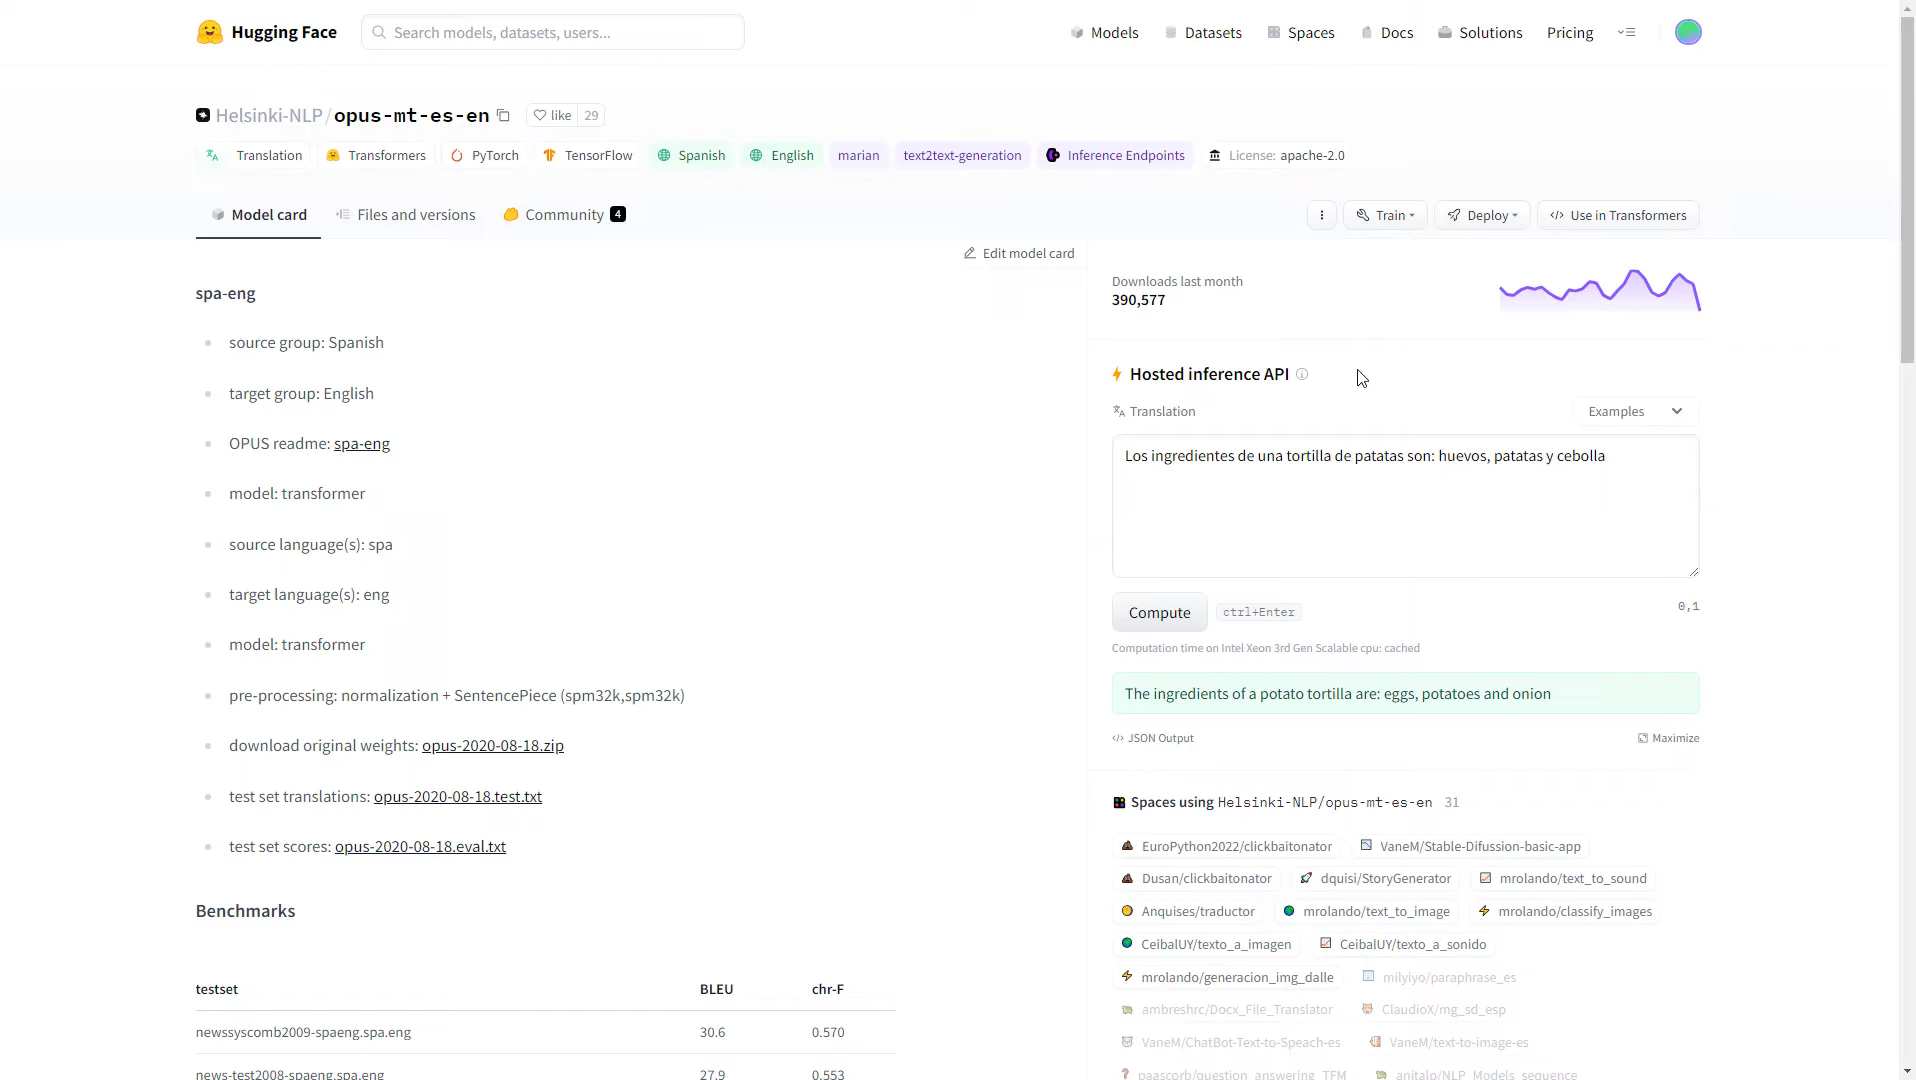 Hugging Face
Search models, datasets, users...
Models
Datasets
Spaces
Docs
Solutions
Pricing
Helsinki-NLP/opus-mt-es-en
like 29
Translation
Transformers
PyTorch
TensorFlow
Spanish
English
marian
text2text-generation
Inference Endpoints
License: apache-2.0
Model card
Files and versions
Community 4
Train
Deploy
Use in Transformers
Edit model card
spa-eng
source group: Spanish
target group: English
OPUS readme: spa-eng
model: transformer
source language(s): spa
target language(s): eng
model: transformer
pre-processing: normalization + SentencePiece (spm32k,spm32k)
download original weights: opus-2020-08-18.zip
test set translations: opus-2020-08-18.test.txt
test set scores: opus-2020-08-18.eval.txt
Benchmarks
testset BLEU chr-F
newssyscomb2009-spaeng.spa.eng 30.6 0.570
news-test2008-spaeng.spa.eng 27.9 0.553
Downloads last month
390,577
Hosted inference API
Translation
Examples
Los ingredientes de una tortilla de patatas son: huevos, patatas y cebolla
Compute ctrl+Enter 0,1
Computation time on Intel Xeon 3rd Gen Scalable cpu: cached
The ingredients of a potato tortilla are: eggs, potatoes and onion
JSON Output Maximize
Spaces using Helsinki-NLP/opus-mt-es-en 31
EuroPython2022/clickbaitonator VaneM/Stable-Difussion-basic-app
Dusan/clickbaitonator dquisi/StoryGenerator mrolando/text_to_sound
Anquises/traductor mrolando/text_to_image mrolando/classify_images
CeibalUY/texto_a_imagen CeibalUY/texto_a_sonido
mrolando/generacion_img_dalle milyiyo/paraphrase_es
ambreshrc/Docx_File_Translator ClaudioX/mg_sd_esp
VaneM/ChatBot-Text-to-Speach-es VaneM/text-to-image-es
paascorb/question_answering_TFM anitalp/NLP_Models_sequence